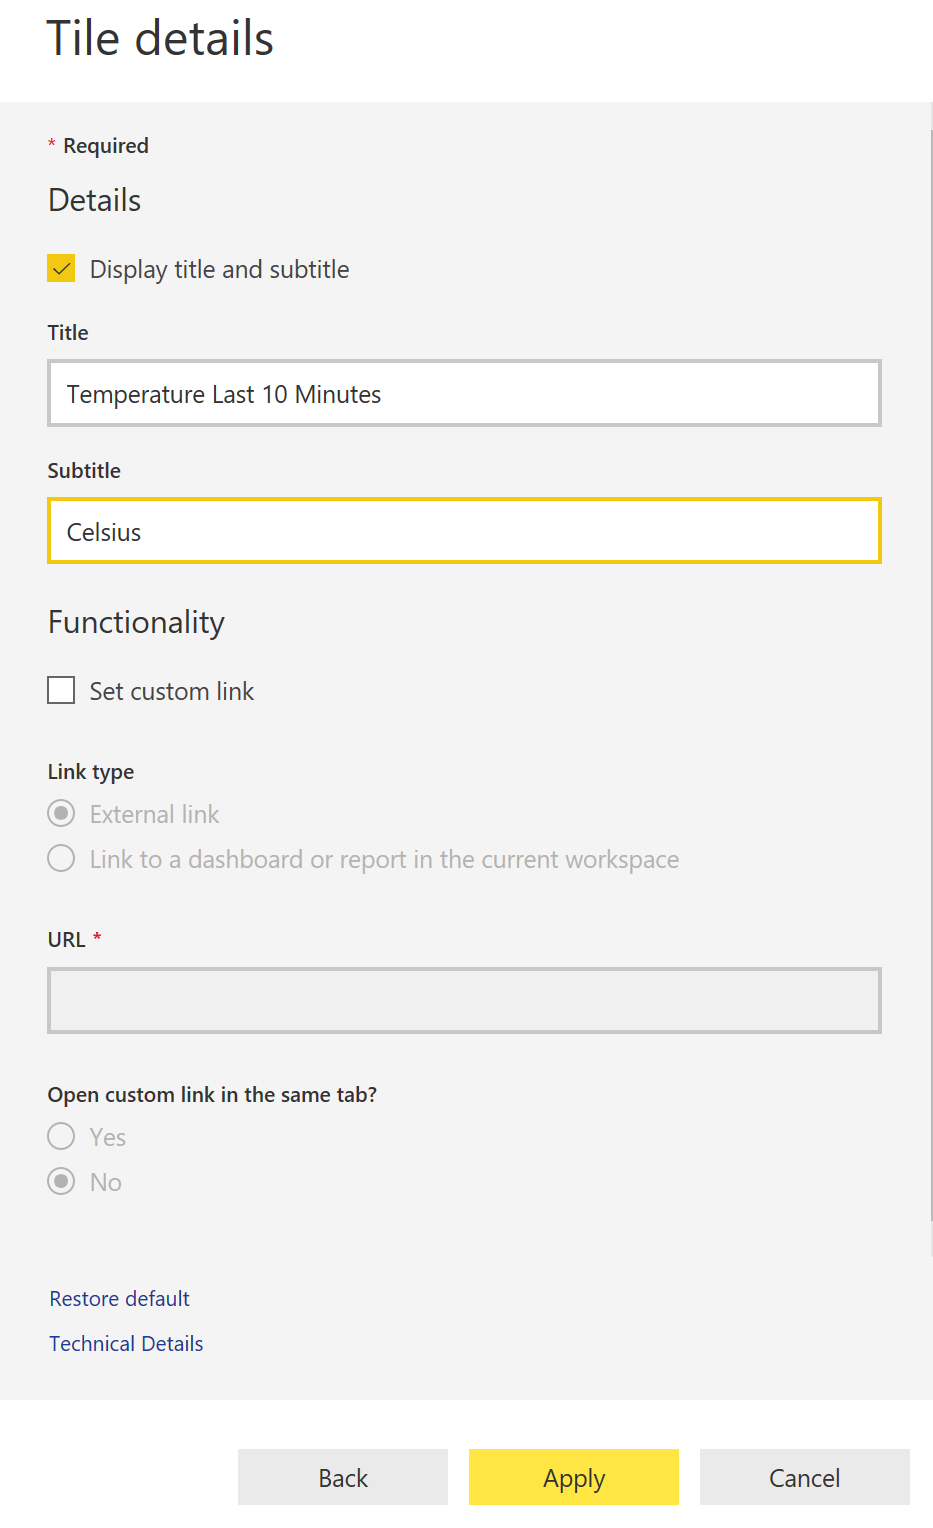 Tile details
* Required
Details
Display title and subtitle
Title
Temperature Last 10 Minutes
Subtitle
Celsius
Functionality
Set custom link
Link type
External link
Link to a dashboard or report in the current workspace
URL *
Open custom link in the same tab?
Yes
No
Restore default
Technical Details
Back Apply Cancel